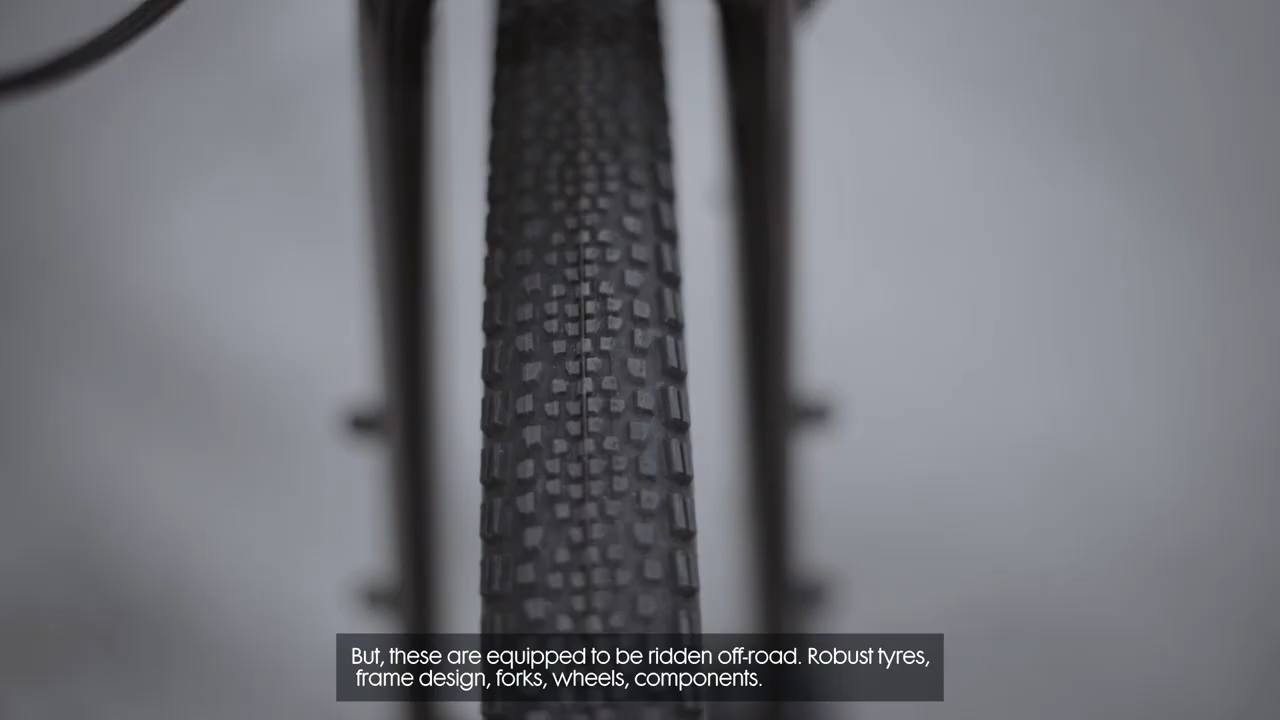 But, these are equipped to be ridden off-road. Robust tyres,
frame design, forks, wheels, components.